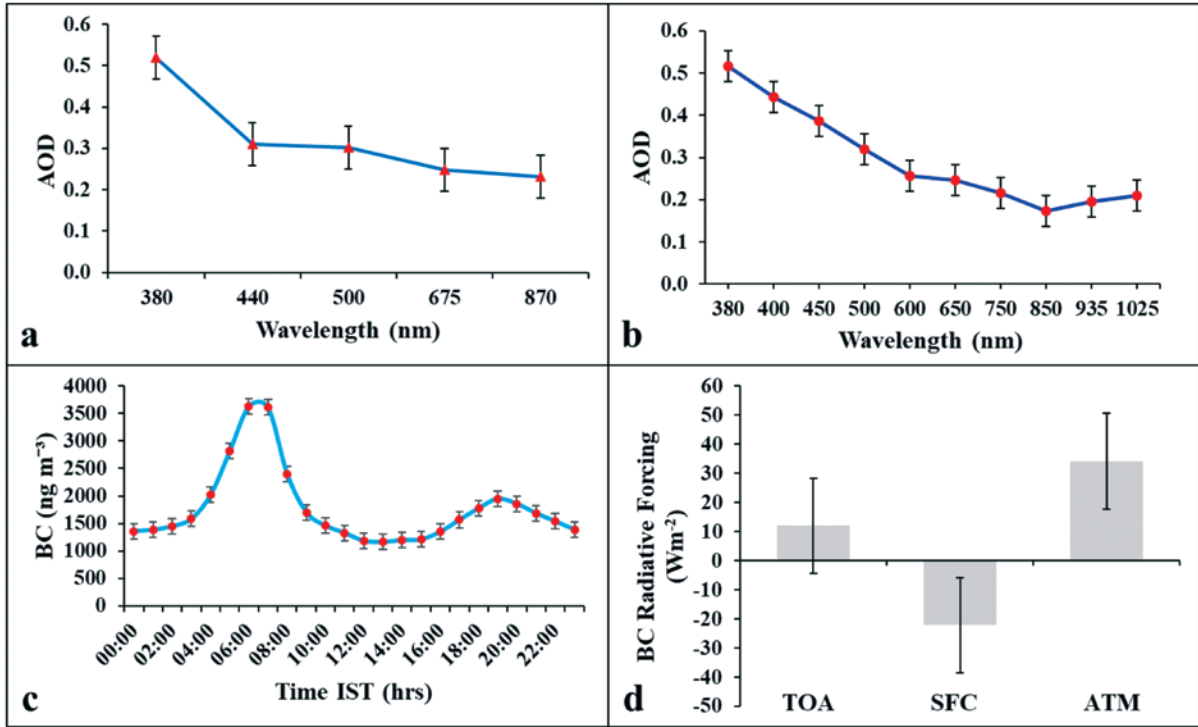 0.6
0.5
0.4
0.3
0.2
0.1
0.0
AOD
380 440 500 675 870
Wavelength (nm)
a
0.6
0.5
0.4
0.3
0.2
0.1
0.0
AOD
380 400 450 500 600 650 750 850 935 1025
Wavelength (nm)
b
4000
3500
3000
2500
2000
1500
1000
500
0
BC (ng m⁻³)
00:00 02:00 04:00 06:00 08:00 10:00 12:00 14:00 16:00 18:00 20:00 22:00
Time IST (hrs)
c
60
50
40
30
20
10
0
-10
-20
-30
-40
-50
BC Radiative Forcing
(Wm⁻²)
TOA SFC ATM
d